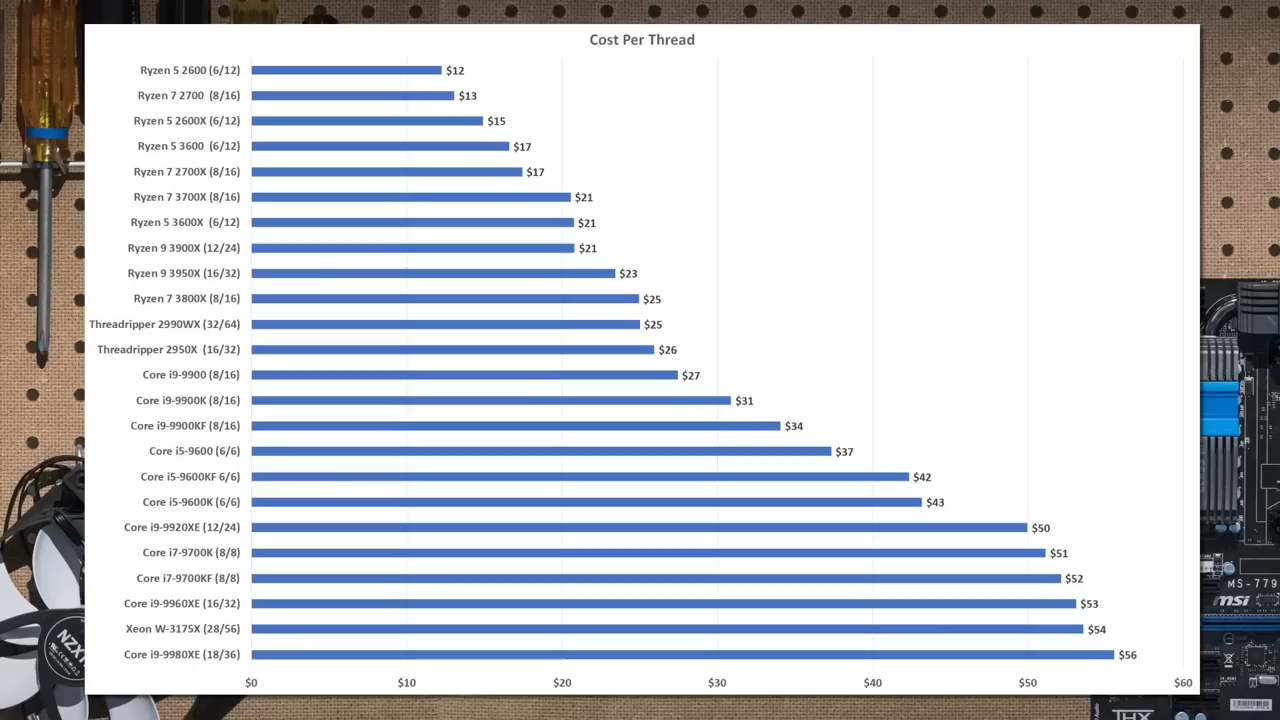 Cost Per Thread
Ryzen 5 2600 (6/12) $12
Ryzen 7 2700 (8/16) $13
Ryzen 5 2600X (6/12) $15
Ryzen 5 3600 (6/12) $17
Ryzen 7 2700X (8/16) $17
Ryzen 7 3700X (8/16) $21
Ryzen 5 3600X (6/12) $21
Ryzen 9 3900X (12/24) $21
Ryzen 9 3950X (16/32) $23
Ryzen 7 3800X (8/16) $25
Threadripper 2990WX (32/64) $25
Threadripper 2950X (16/32) $26
Core i9-9900 (8/16) $27
Core i9-9900K (8/16) $31
Core i9-9900KF (8/16) $34
Core i5-9600 (6/6) $37
Core i5-9600KF 6/6) $42
Core i5-9600K (6/6) $43
Core i9-9920XE (12/24) $50
Core i7-9700K (8/8) $51
Core i7-9700KF (8/8) $52
Core i9-9960XE (16/32) $53
Xeon W-3175X (28/56) $54
Core i9-9980XE (18/36) $56
$0 $10 $20 $30 $40 $50 $60
MS-779
msi
NZXT
THX